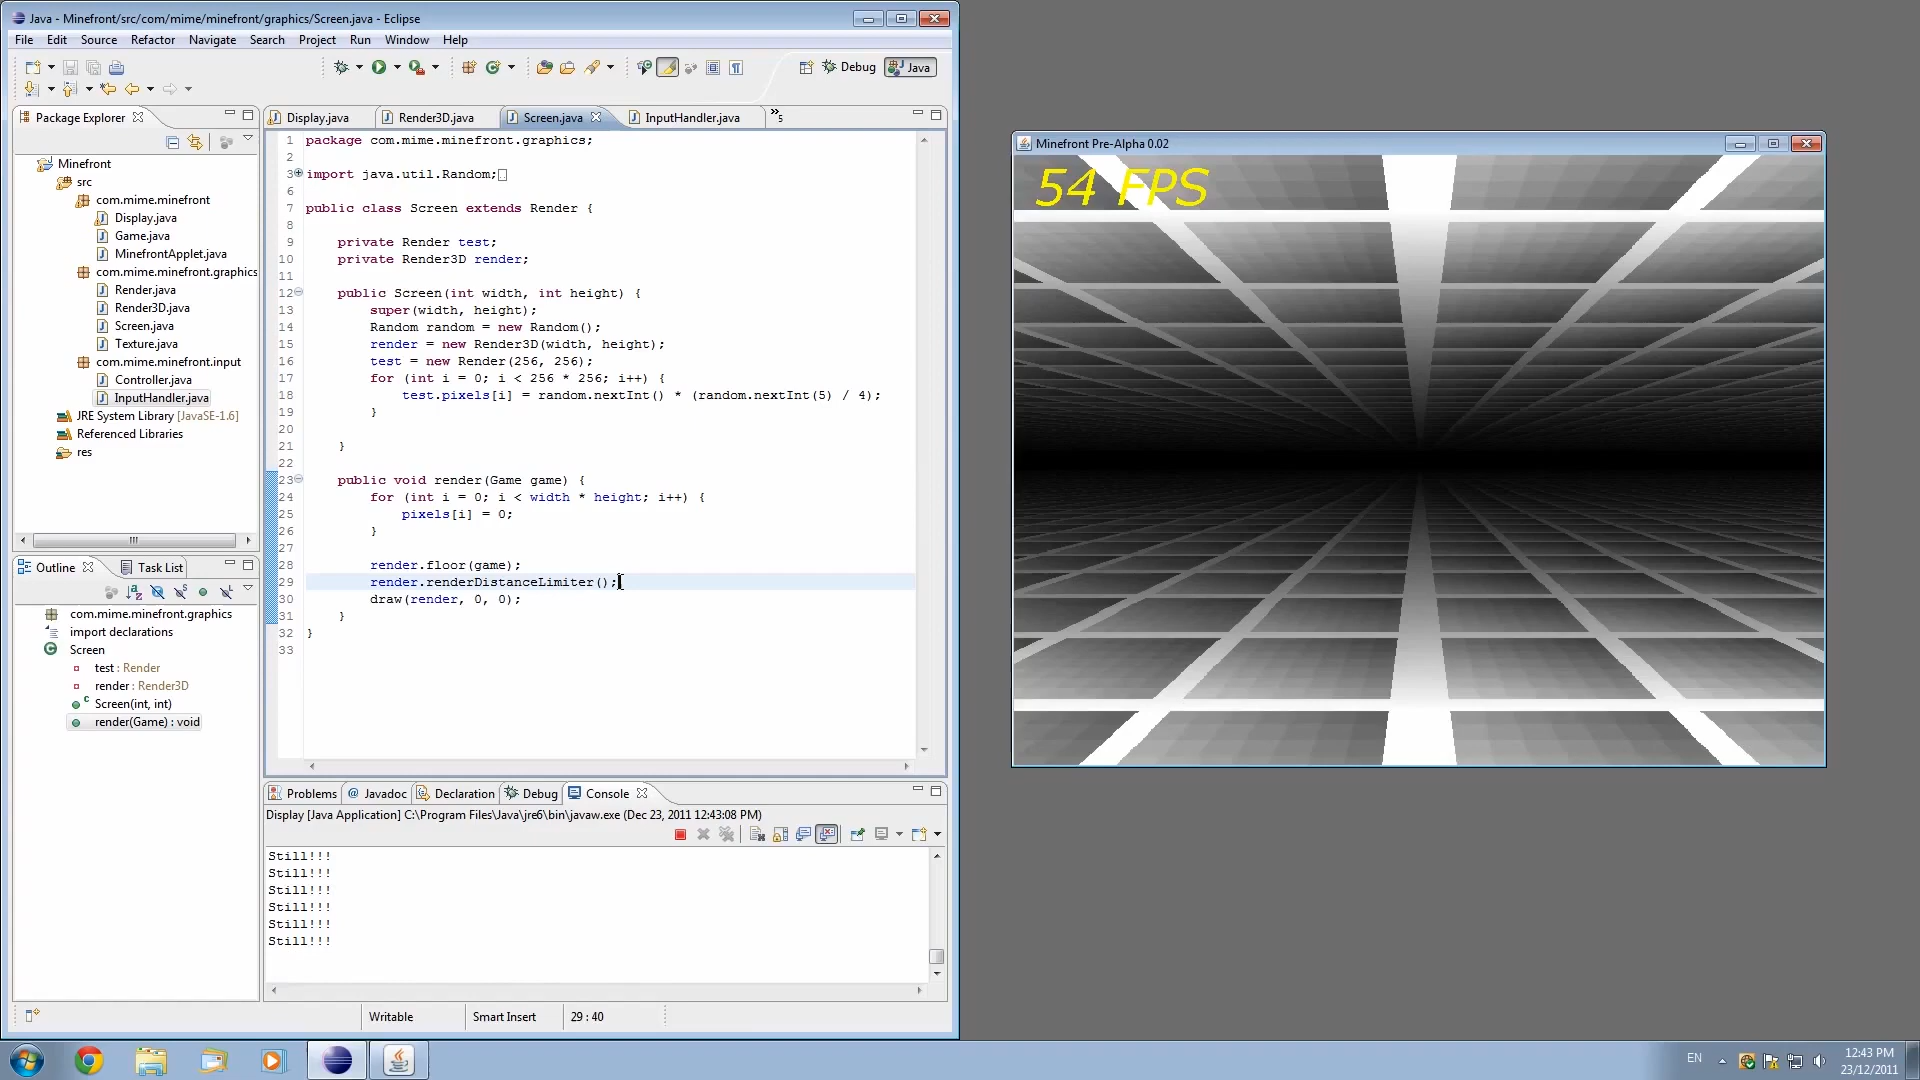 Java - Minefront/src/com/mime/minefront/graphics/Screen.java - Eclipse
File Edit Source Refactor Navigate Search Project Run Window Help
Debug Java
Package Explorer
Minefront
src
com.mime.minefront
Display.java
Game.java
MinefrontApplet.java
com.mime.minefront.graphics
Render.java
Render3D.java
Screen.java
Texture.java
com.mime.minefront.input
Controller.java
InputHandler.java
JRE System Library [JavaSE-1.6]
Referenced Libraries
res
Outline Task List
com.mime.minefront.graphics
import declarations
Screen
test : Render
render : Render3D
Screen(int, int)
render(Game) : void
Display.java Render3D.java Screen.java InputHandler.java »5
1 package com.mime.minefront.graphics;
2
3 import java.util.Random;
6
7 public class Screen extends Render {
8
9 private Render test;
10 private Render3D render;
11
12 public Screen(int width, int height) {
13 super(width, height);
14 Random random = new Random();
15 render = new Render3D(width, height);
16 test = new Render(256, 256);
17 for (int i = 0; i < 256 * 256; i++) {
18 test.pixels[i] = random.nextInt() * (random.nextInt(5) / 4);
19 }
20
21 }
22
23 public void render(Game game) {
24 for (int i = 0; i < width * height; i++) {
25 pixels[i] = 0;
26 }
27
28 render.floor(game);
29 render.renderDistanceLimiter();
30 draw(render, 0, 0);
31 }
32 }
33
Problems @ Javadoc Declaration Debug Console
Display [Java Application] C:\Program Files\Java\jre6\bin\javaw.exe (Dec 23, 2011 12:43:08 PM)
Still!!!
Still!!!
Still!!!
Still!!!
Still!!!
Still!!!
Writable Smart Insert 29 : 40
Minefront Pre-Alpha 0.02
54 FPS
EN
12:43 PM
23/12/2011